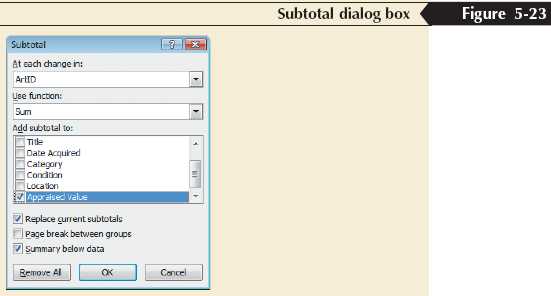 Subtotal dialog box
Figure 5-23
Subtotal
At each change in:
ArtID
Use function:
Sum
Add subtotal to:
Title
Date Acquired
Category
Condition
Location
Appraised Value
Replace current subtotals
Page break between groups
Summary below data
Remove All
OK
Cancel